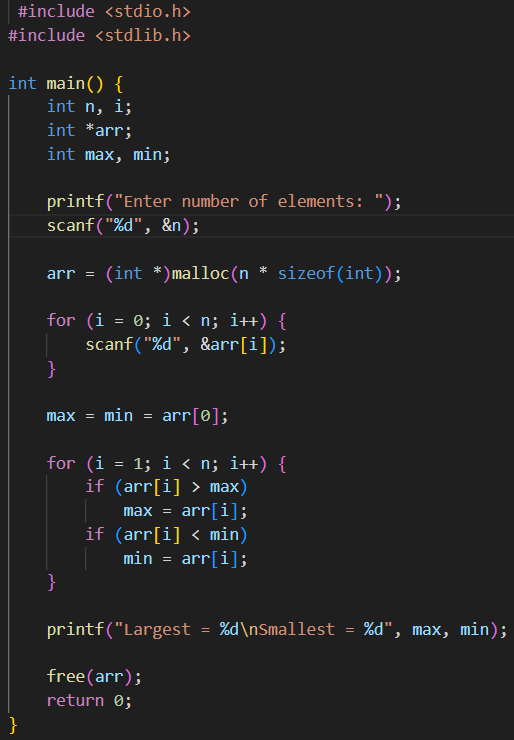 #include <stdio.h>
#include <stdlib.h>

int main() {
    int n, i;
    int *arr;
    int max, min;

    printf("Enter number of elements: ");
    scanf("%d", &n);

    arr = (int *)malloc(n * sizeof(int));

    for (i = 0; i < n; i++) {
        scanf("%d", &arr[i]);
    }

    max = min = arr[0];

    for (i = 1; i < n; i++) {
        if (arr[i] > max)
            max = arr[i];
        if (arr[i] < min)
            min = arr[i];
    }

    printf("Largest = %d\nSmallest = %d", max, min);

    free(arr);
    return 0;
}